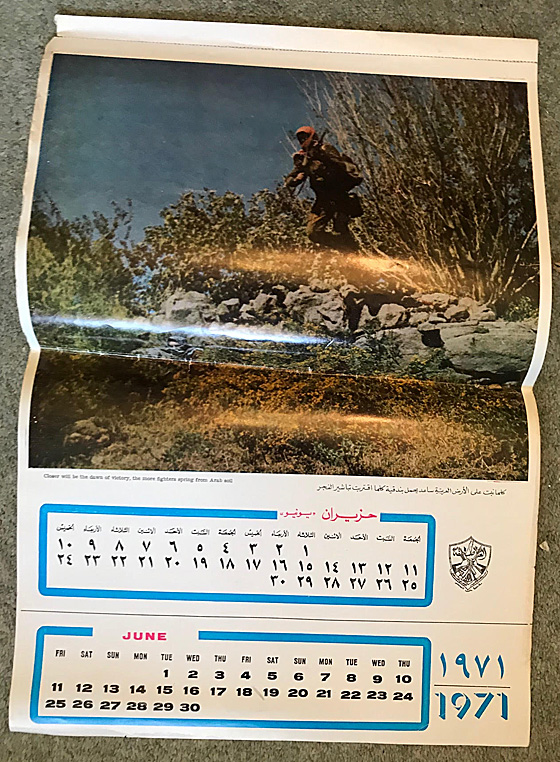 Closer will be the dawn of victory, the more fighters spring from Arab soil
كلما نبت على الأرض العربية ساعد يحمل بندقية كلما اقتربت تباشير الفجر
حزيران «يونيو»
الجمعة السبت الأحد الاثنين الثلاثاء الأربعاء الخميس الجمعة السبت الأحد الاثنين الثلاثاء الأربعاء الخميس
١ ٢ ٣ ٤ ٥ ٦ ٧ ٨ ٩ ١٠
١١ ١٢ ١٣ ١٤ ١٥ ١٦ ١٧ ١٨ ١٩ ٢٠ ٢١ ٢٢ ٢٣ ٢٤
٢٥ ٢٦ ٢٧ ٢٨ ٢٩ ٣٠
JUNE
FRI SAT SUN MON TUE WED THU FRI SAT SUN MON TUE WED THU
1 2 3 4 5 6 7 8 9 10
11 12 13 14 15 16 17 18 19 20 21 22 23 24
25 26 27 28 29 30
١٩٧١
1971